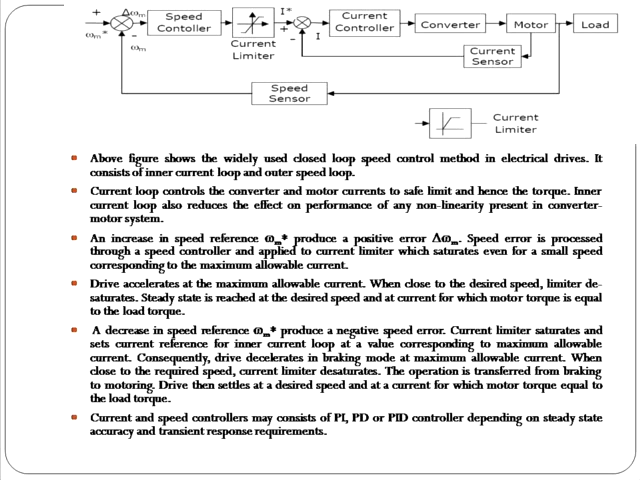 + Δωm Speed Contoller I* Current Controller Converter Motor Load
ωm* - + -
ωm Current Limiter I Current Sensor
Speed Sensor
Current Limiter
Above figure shows the widely used closed loop speed control method in electrical drives. It
consists of inner current loop and outer speed loop.
Current loop controls the converter and motor currents to safe limit and hence the torque. Inner
current loop also reduces the effect on performance of any non-linearity present in converter-
motor system.
An increase in speed reference ωm* produce a positive error Δωm. Speed error is processed
through a speed controller and applied to current limiter which saturates even for a small speed
corresponding to the maximum allowable current.
Drive accelerates at the maximum allowable current. When close to the desired speed, limiter de-
saturates. Steady state is reached at the desired speed and at current for which motor torque is equal
to the load torque.
A decrease in speed reference ωm* produce a negative speed error. Current limiter saturates and
sets current reference for inner current loop at a value corresponding to maximum allowable
current. Consequently, drive decelerates in braking mode at maximum allowable current. When
close to the required speed, current limiter desaturates. The operation is transferred from braking
to motoring. Drive then settles at a desired speed and at a current for which motor torque equal to
the load torque.
Current and speed controllers may consists of PI, PD or PID controller depending on steady state
accuracy and transient response requirements.